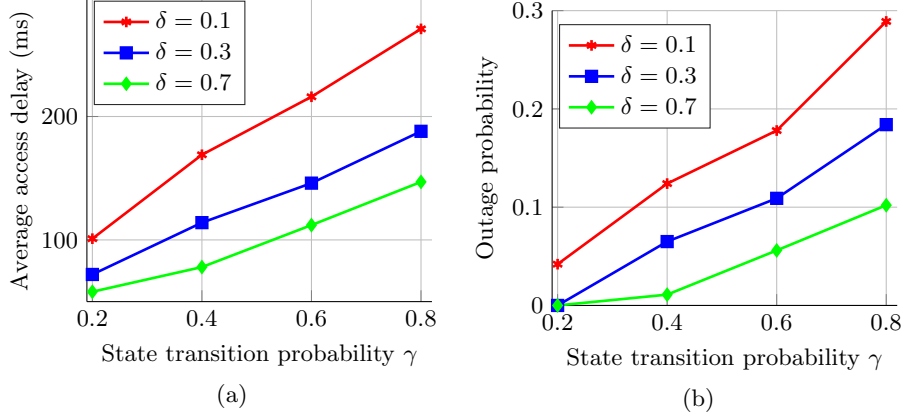 Average access delay (ms)
200
100
δ = 0.1
δ = 0.3
δ = 0.7
0.2 0.4 0.6 0.8
State transition probability γ
(a)
Outage probability
0.3
0.2
0.1
0
δ = 0.1
δ = 0.3
δ = 0.7
0.2 0.4 0.6 0.8
State transition probability γ
(b)